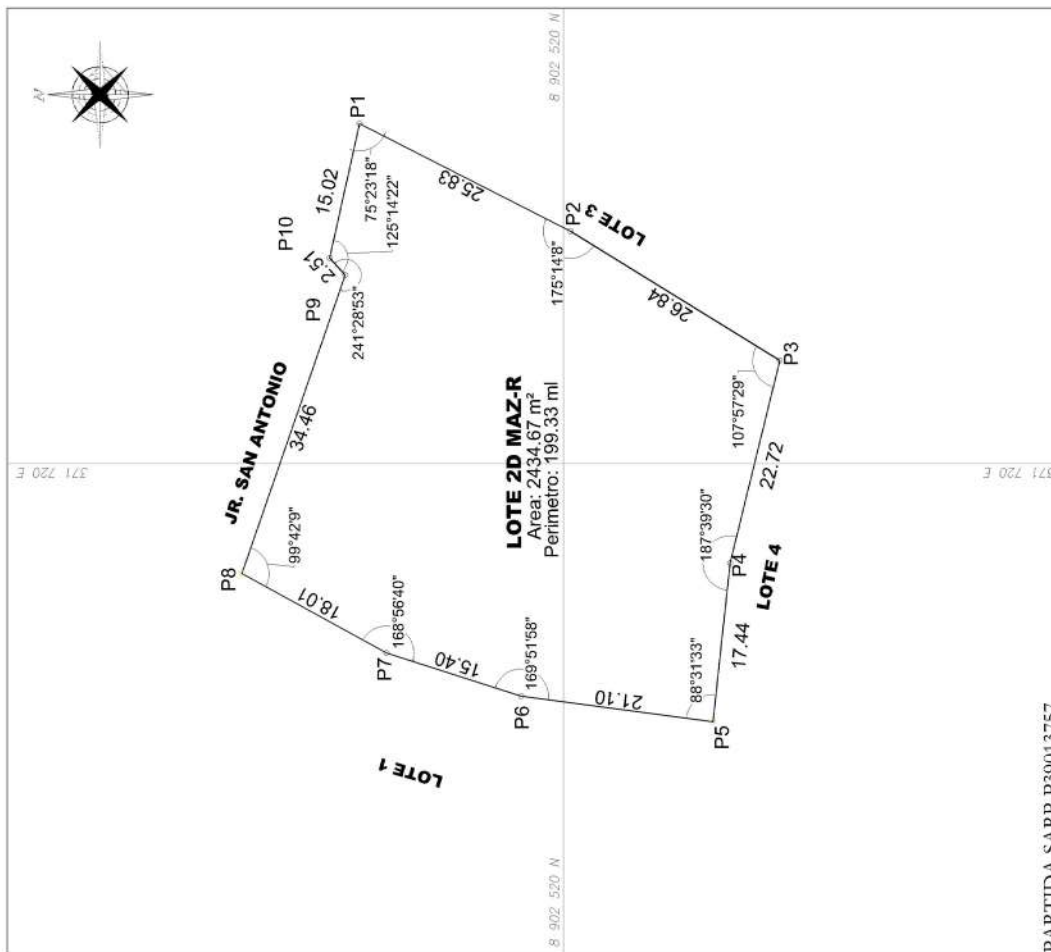 N
8 902 520 N
P1
15.02
75°23'18"
P10
125°14'22"
2.51
25.83
P9
241°28'53"
P2
LOTE 3
175°14'8"
26.84
P3
107°57'29"
JR. SAN ANTONIO
34.46
371 720 E
LOTE 2D MAZ-R
Area: 2434.67 m²
Perimetro: 199.33 ml
22.72
371 720 E
187°39'30"
P4
LOTE 4
P8
99°42'9"
18.01
P7
168°56'40"
15.40
169°51'58"
P6
21.10
88°31'33"
17.44
P5
LOTE 1
8 902 520 N
PARTIDA SARP P39013757